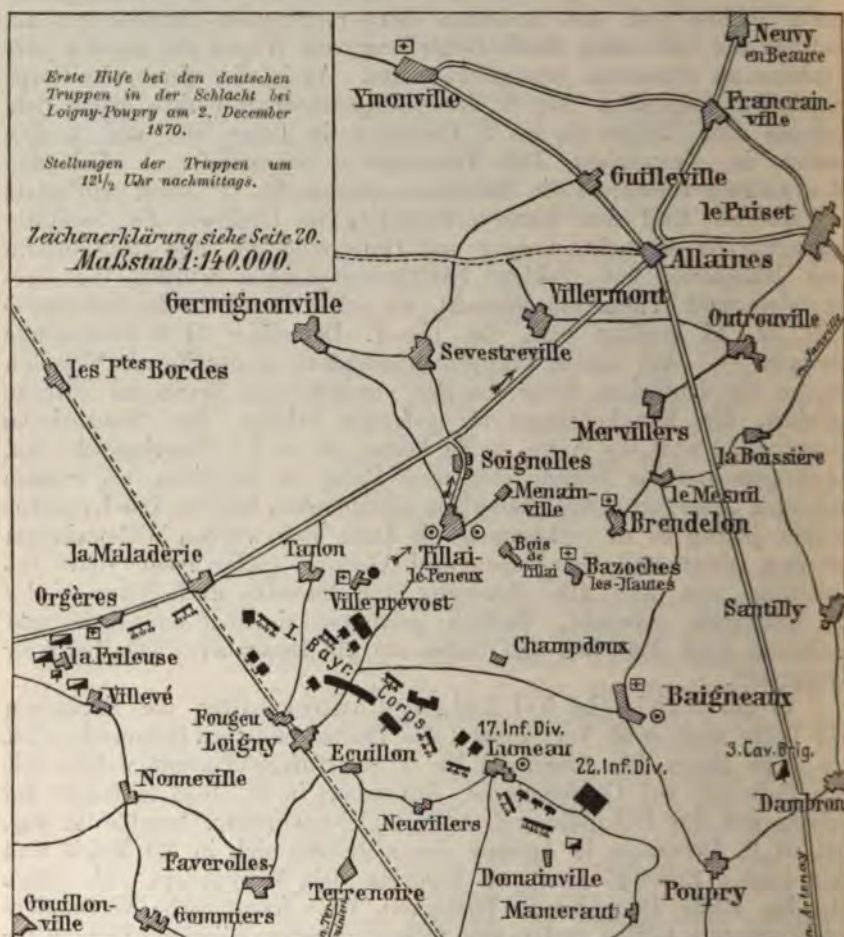 Erste Hilfe bei den deutschen
Truppen in der Schlacht bei
Loigny-Poupry am 2. December
1870.
Stellungen der Truppen um
12½ Uhr nachmittags.
Zeichenerklärung siehe Seite 20.
Maßstab 1:140.000.
Neuvy
en Beauce
Ymonville
Francrain-
ville
Guilleville
le Puiset
Allaines
Germignonville
Villermont
Outrouville
les Ptes Bordes
Sevestreville
n. Janville
Mervillers
Soignolles
la Boissière
Menain-
ville
le Mesnil
Brendelon
la Maladerie
Tanon
Tillai-
le-Peneux
Bois
de
Tillai
Bazoches
les-Hautes
Orgères
Villeprévost
Santilly
I.
Bayr.
Corps
Champdoux
la Frileuse
Villevé
Baigneaux
Fougeu
Loigny
17. Inf. Div.
Lumeau
3. Cav. Brig.
Ecuillon
22. Inf. Div.
Nonneville
Neuvillers
Dambron
Faverolles
Terrenoire
Domainville
Poupry
Gouillon-
ville
Gommiers
Mameraut
n. Artenay